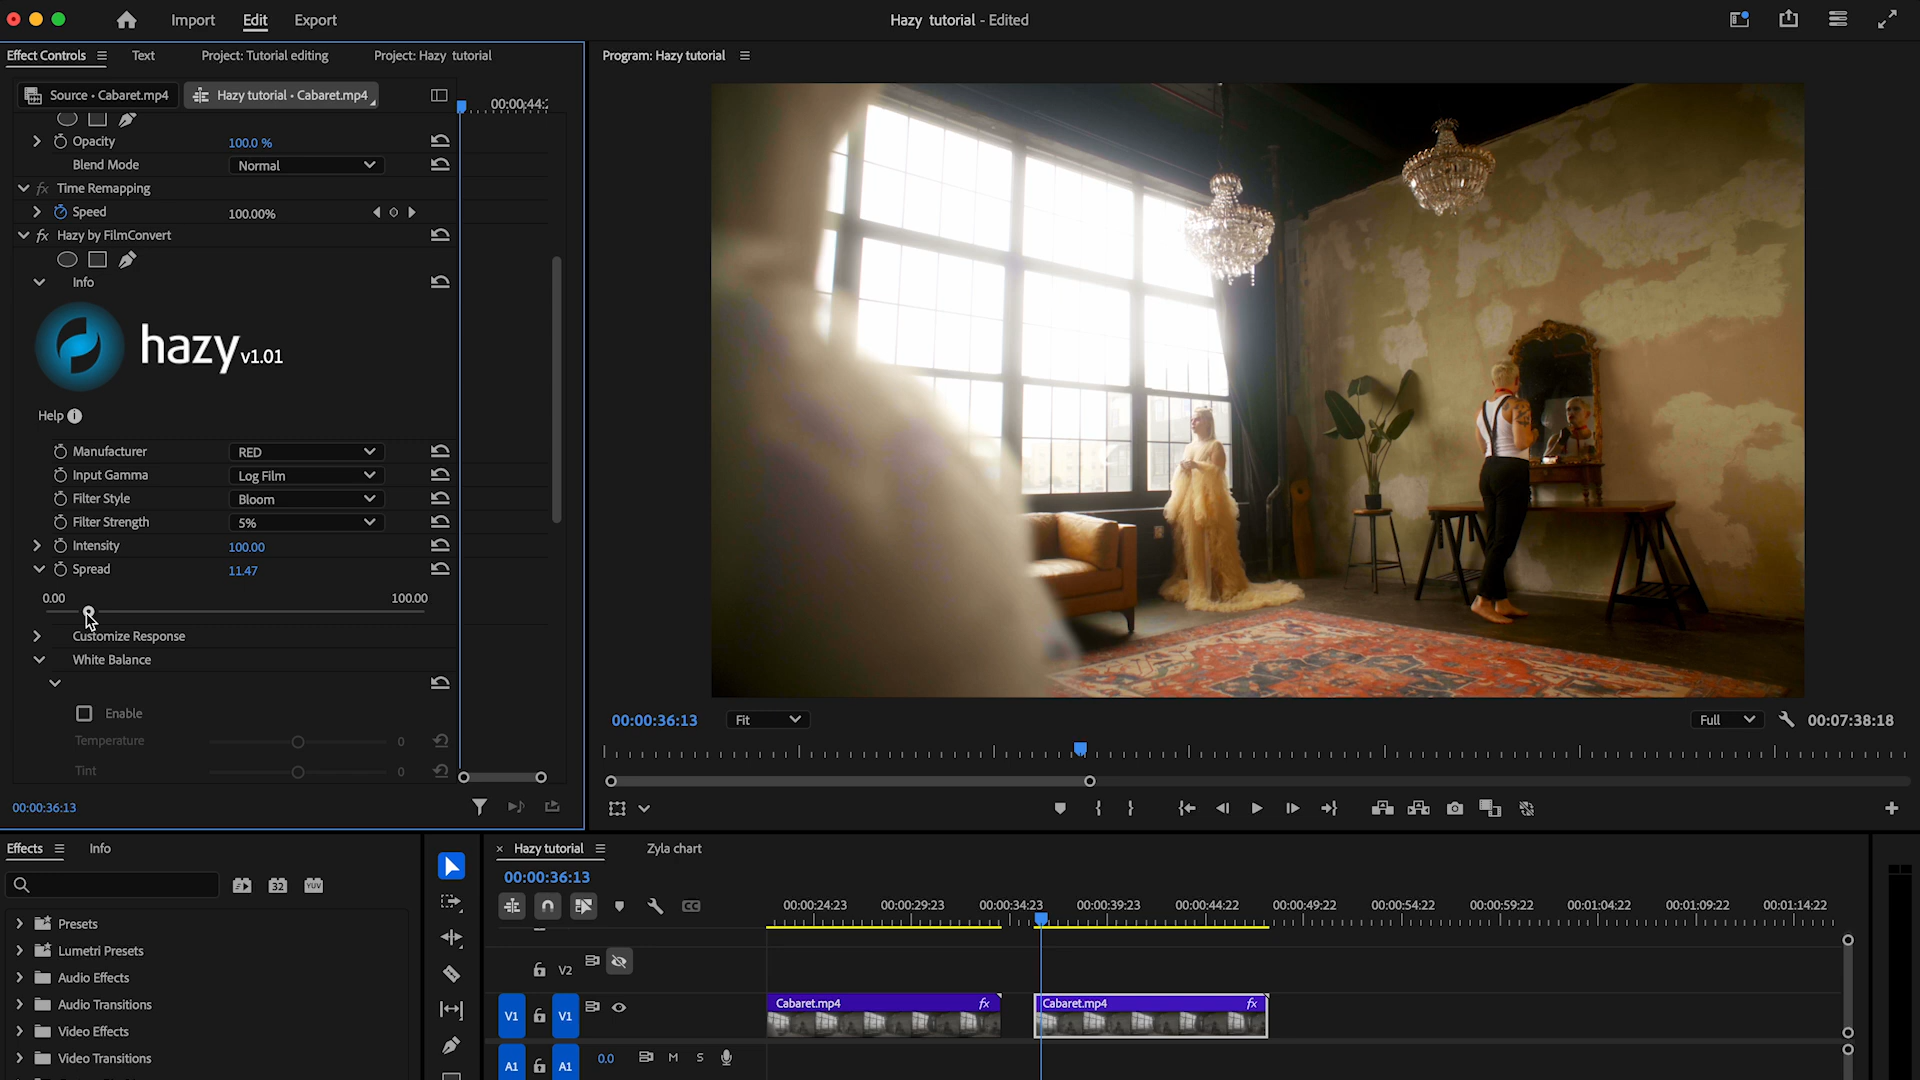 Import Edit Export Hazy tutorial - Edited
Effect Controls Text Project: Tutorial editing Project: Hazy tutorial
Program: Hazy tutorial
Source • Cabaret.mp4 Hazy tutorial • Cabaret.mp4 00:00:44:
Opacity 100.0 %
Blend Mode Normal
fx Time Remapping
Speed 100.00%
fx Hazy by FilmConvert
Info
hazy v1.01
Help i
Manufacturer RED
Input Gamma Log Film
Filter Style Bloom
Filter Strength 5%
Intensity 100.00
Spread 11.47
0.00 100.00
Customize Response
White Balance
Enable
Temperature 0
Tint 0
00:00:36:13
00:00:36:13 Fit Full 00:07:38:18
Effects Info
32 YUV
Presets
Lumetri Presets
Audio Effects
Audio Transitions
Video Effects
Video Transitions
× Hazy tutorial Zyla chart
00:00:36:13
CC
00:00:24:23 00:00:29:23 00:00:34:23 00:00:39:23 00:00:44:22 00:00:49:22 00:00:54:22 00:00:59:22 00:01:04:22 00:01:09:22 00:01:14:22
V2
V1 V1
Cabaret.mp4 fx Cabaret.mp4 fx
A1 A1 0.0 M S